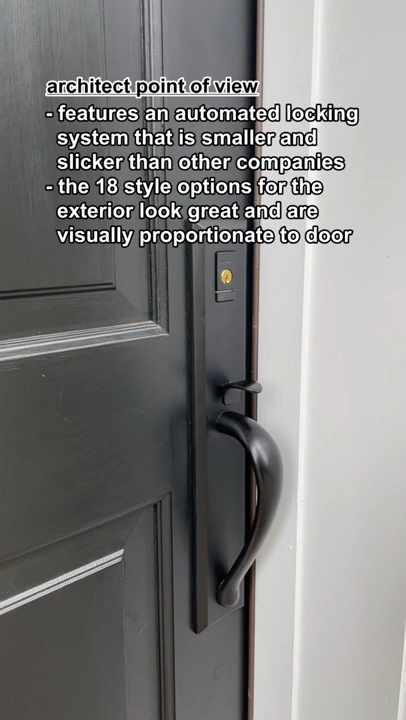 architect point of view
- features an automated locking
system that is smaller and
slicker than other companies
- the 18 style options for the
exterior look great and are
visually proportionate to door